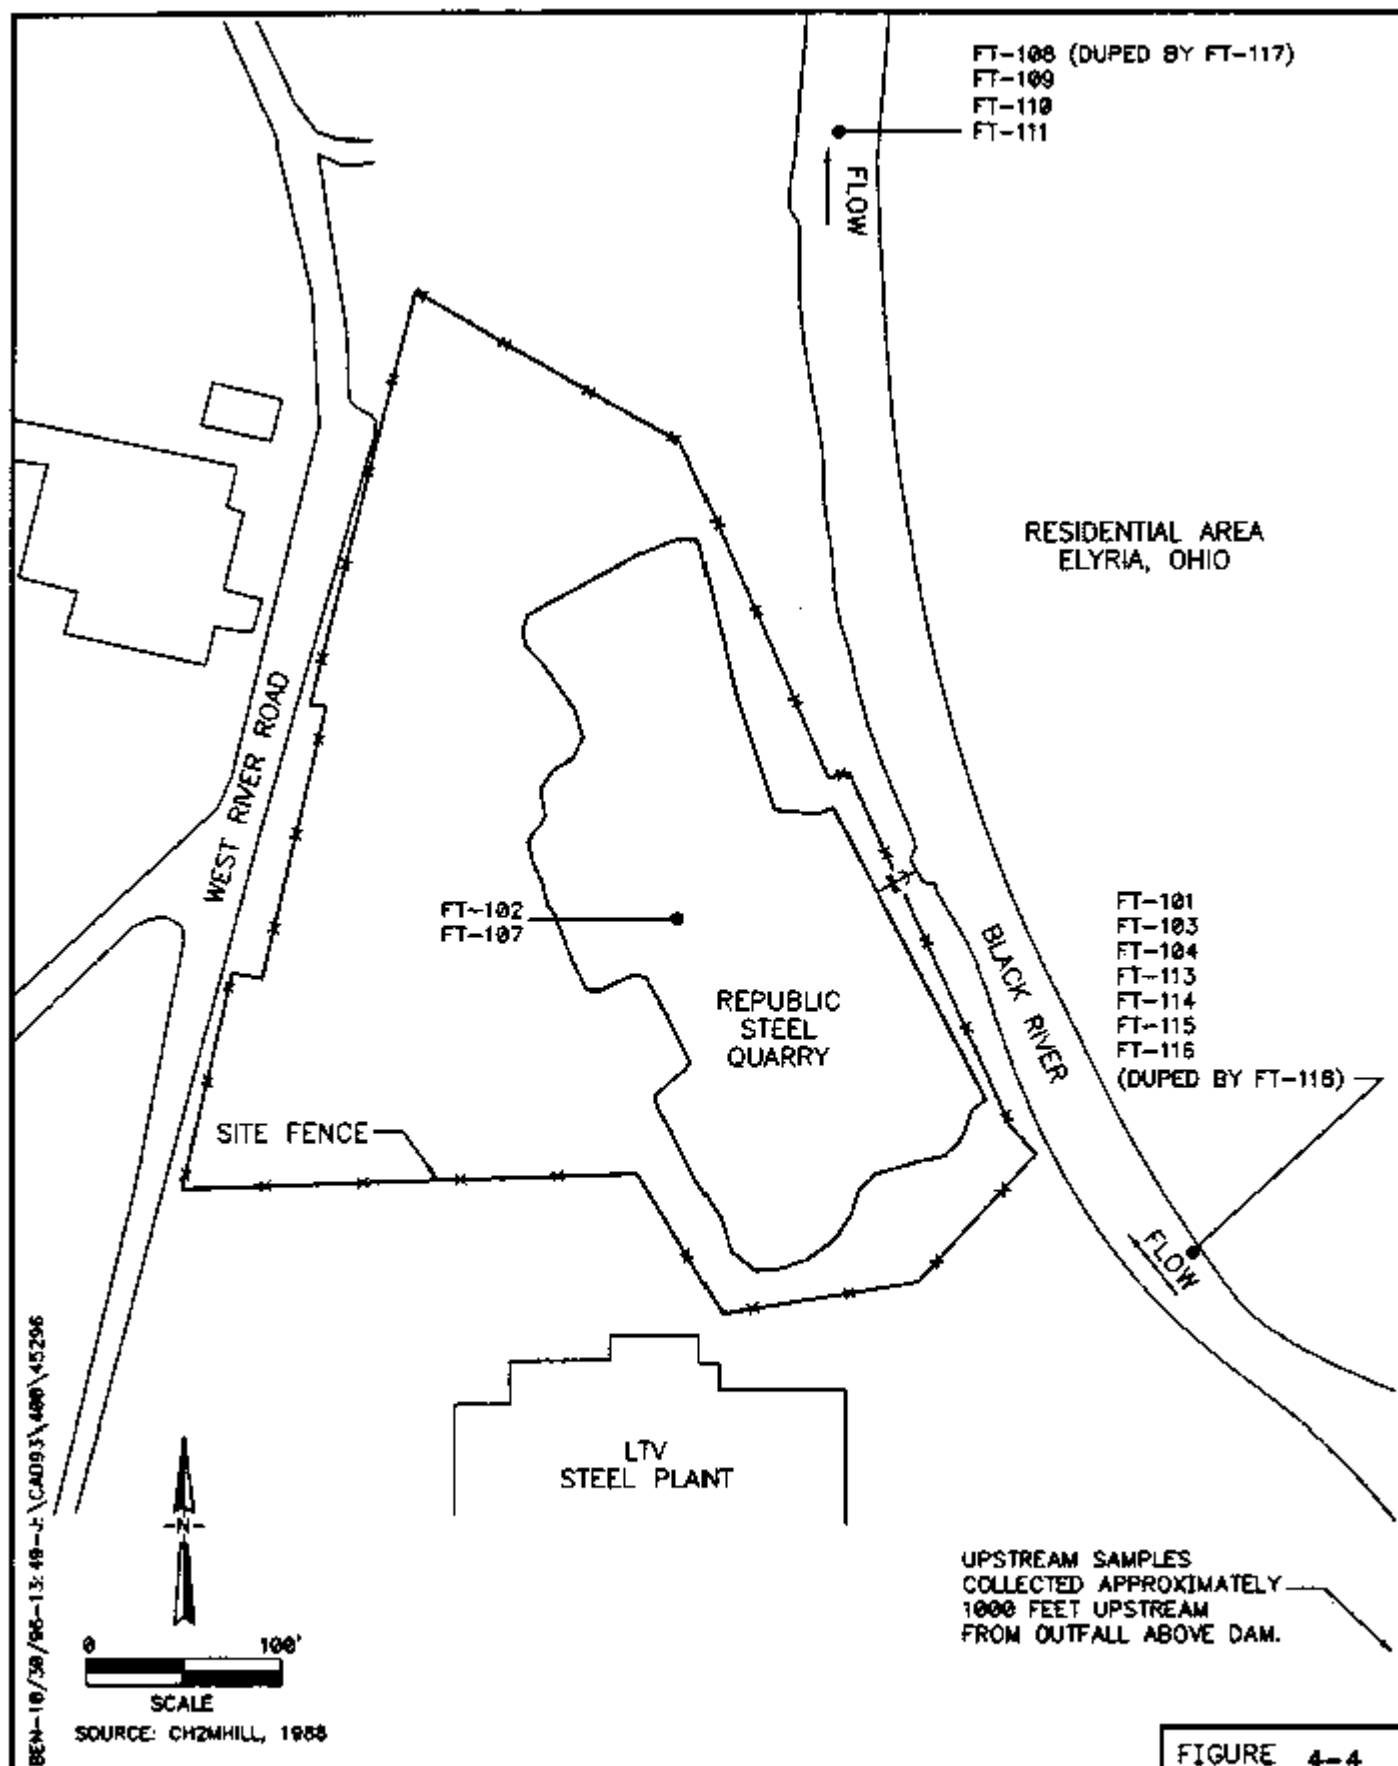 FT-108 (DUPED BY FT-117)
FT-109
FT-110
FT-111
FLOW
RESIDENTIAL AREA
ELYRIA, OHIO
WEST RIVER ROAD
FT-102
FT-107
REPUBLIC
STEEL
QUARRY
BLACK RIVER
FT-101
FT-103
FT-104
FT-113
FT-114
FT-115
FT-116
(DUPED BY FT-118)
SITE FENCE
FLOW
LTV
STEEL PLANT
N
0 100'
SCALE
SOURCE: CH2MHILL, 1988
UPSTREAM SAMPLES
COLLECTED APPROXIMATELY
1000 FEET UPSTREAM
FROM OUTFALL ABOVE DAM.
FIGURE 4-4